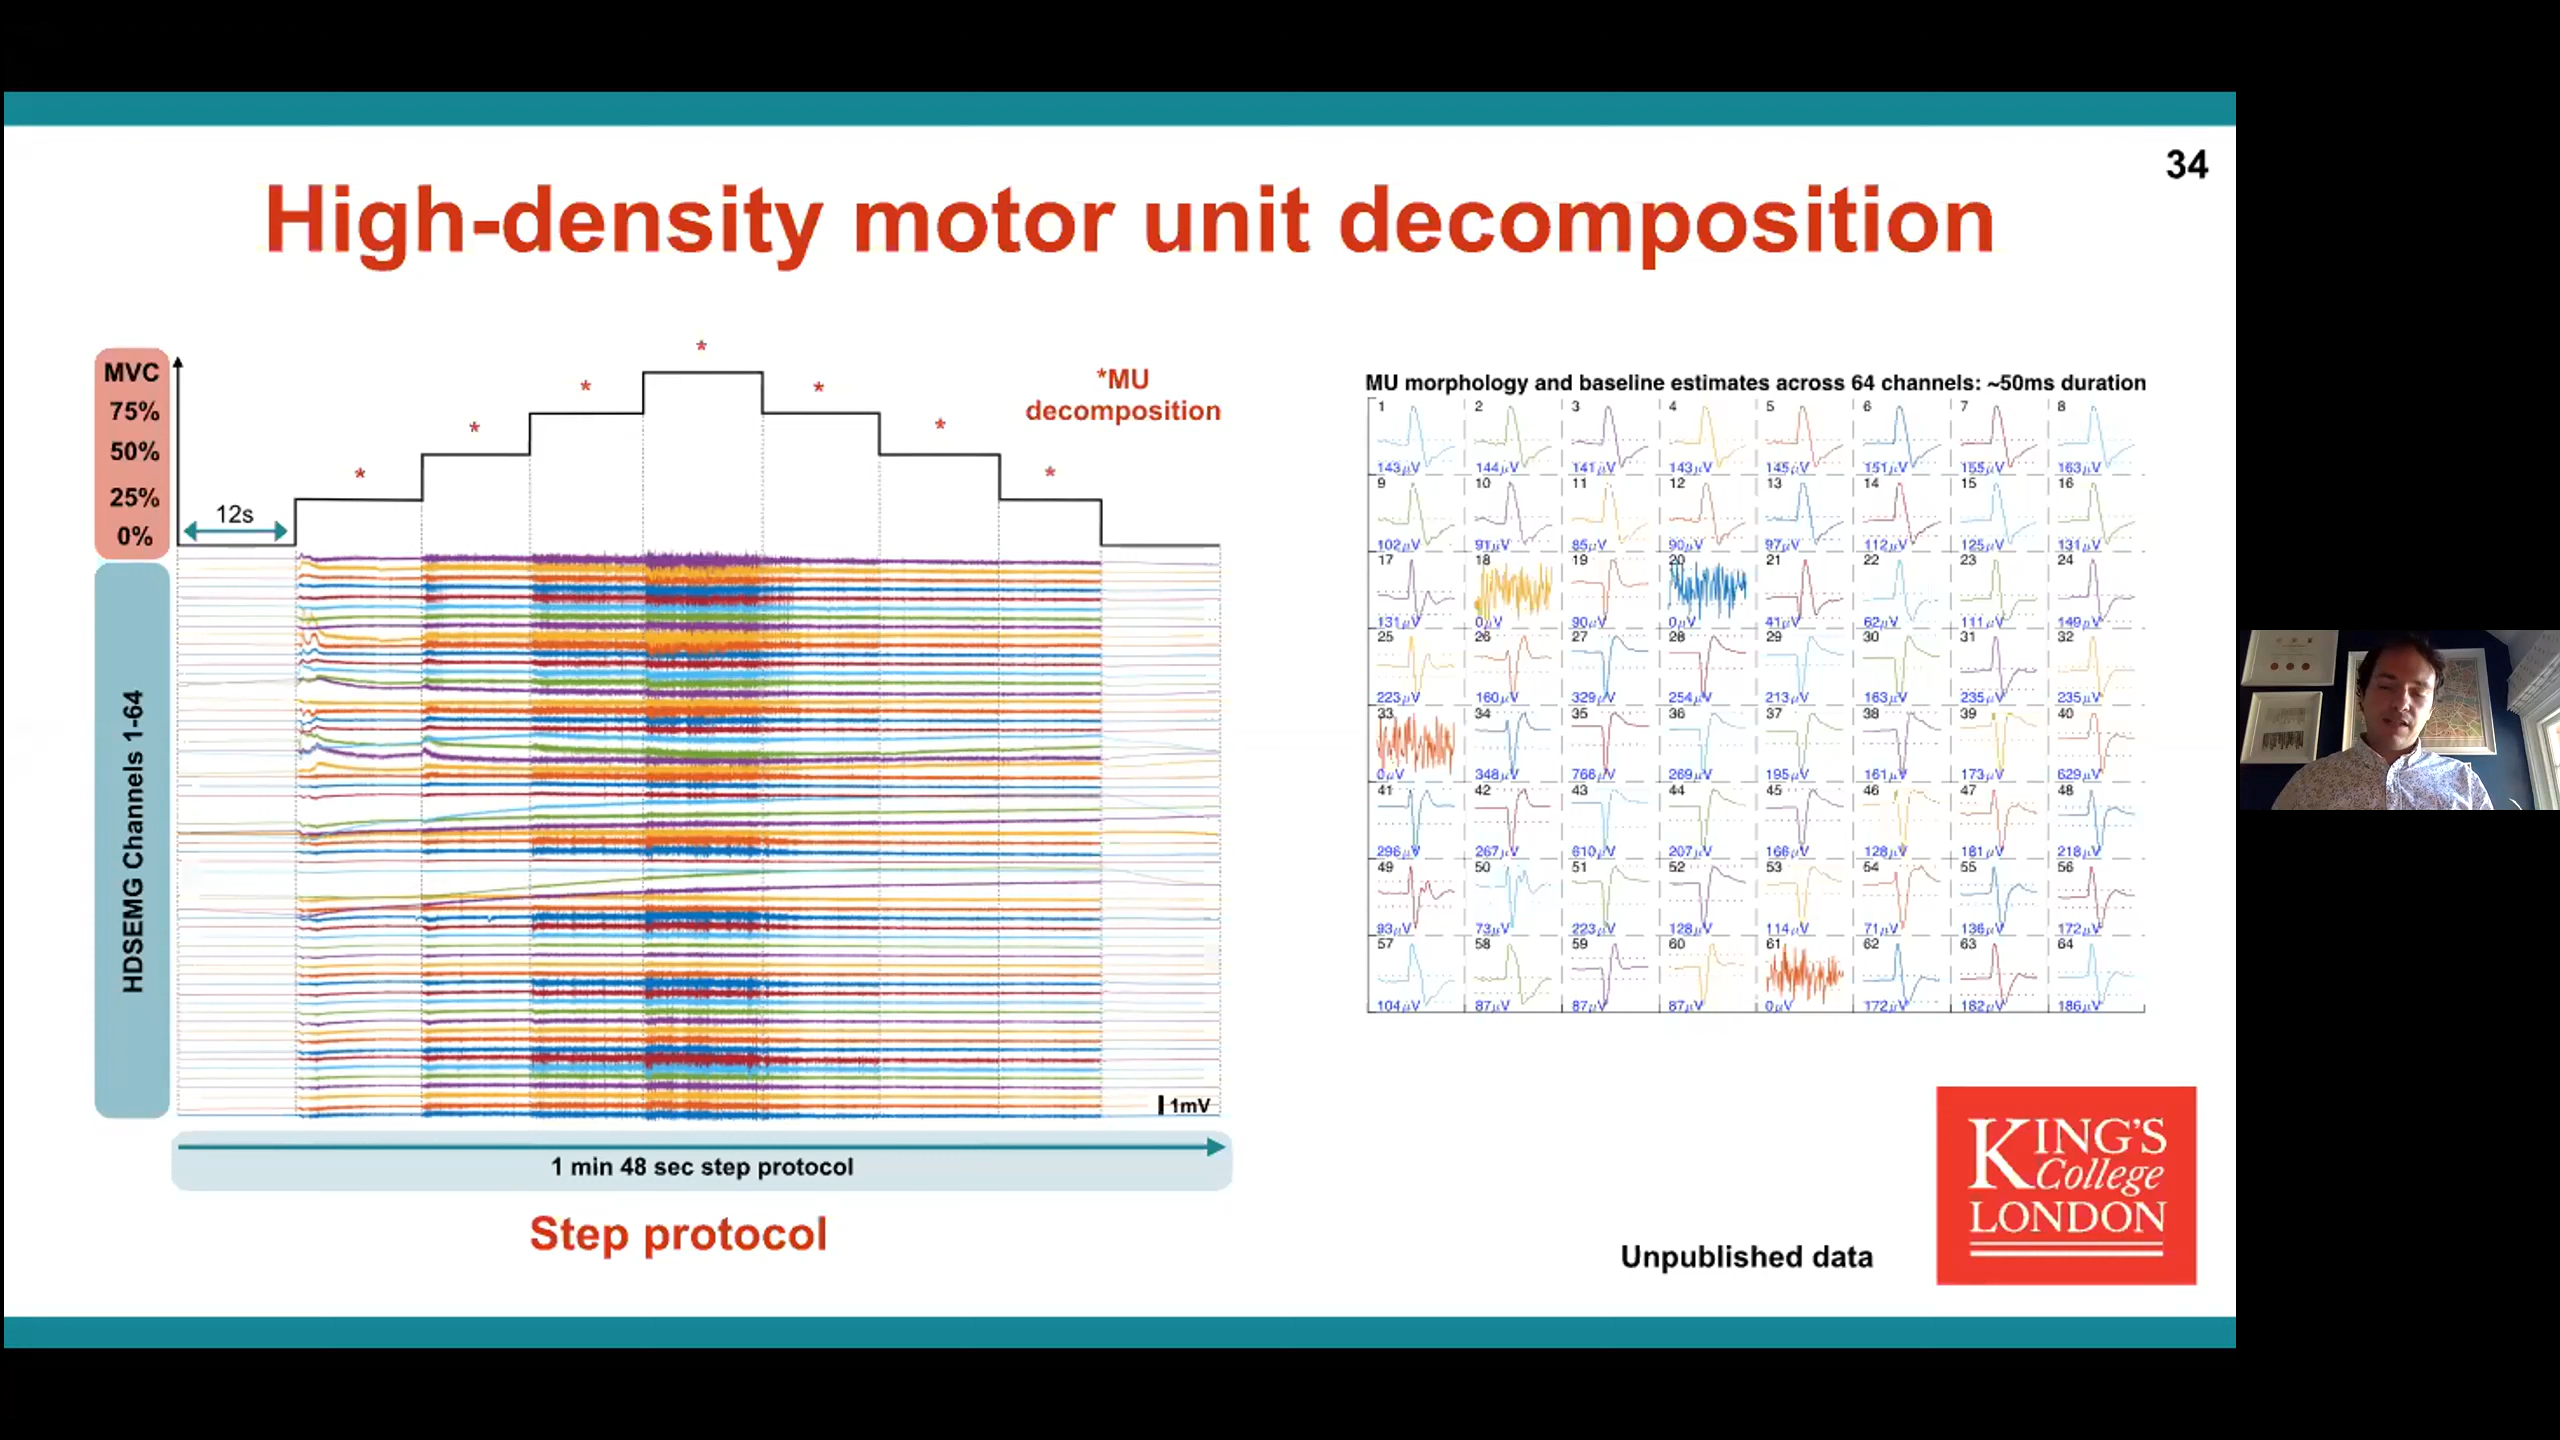 34
High-density motor unit decomposition
MVC
75%
50%
25%
0%
12s
*
*
*
*
*
*
*
*MU
decomposition
HDSEMG Channels 1-64
1mV
1 min 48 sec step protocol
Step protocol
MU morphology and baseline estimates across 64 channels: ~50ms duration
1 2 3 4 5 6 7 8
143μV 144μV 141μV 143μV 145μV 151μV 155μV 163μV
9 10 11 12 13 14 15 16
102μV 91μV 85μV 90μV 97μV 112μV 125μV 131μV
17 18 19 20 21 22 23 24
131μV 0μV 90μV 0μV 41μV 62μV 111μV 149μV
25 26 27 28 29 30 31 32
223μV 160μV 329μV 254μV 213μV 163μV 235μV 235μV
33 34 35 36 37 38 39 40
0μV 348μV 766μV 269μV 195μV 161μV 173μV 629μV
41 42 43 44 45 46 47 48
296μV 267μV 610μV 207μV 166μV 128μV 181μV 218μV
49 50 51 52 53 54 55 56
93μV 73μV 223μV 128μV 114μV 71μV 136μV 172μV
57 58 59 60 61 62 63 64
104μV 87μV 87μV 87μV 0μV 172μV 162μV 186μV
Unpublished data
KING'S
College
LONDON